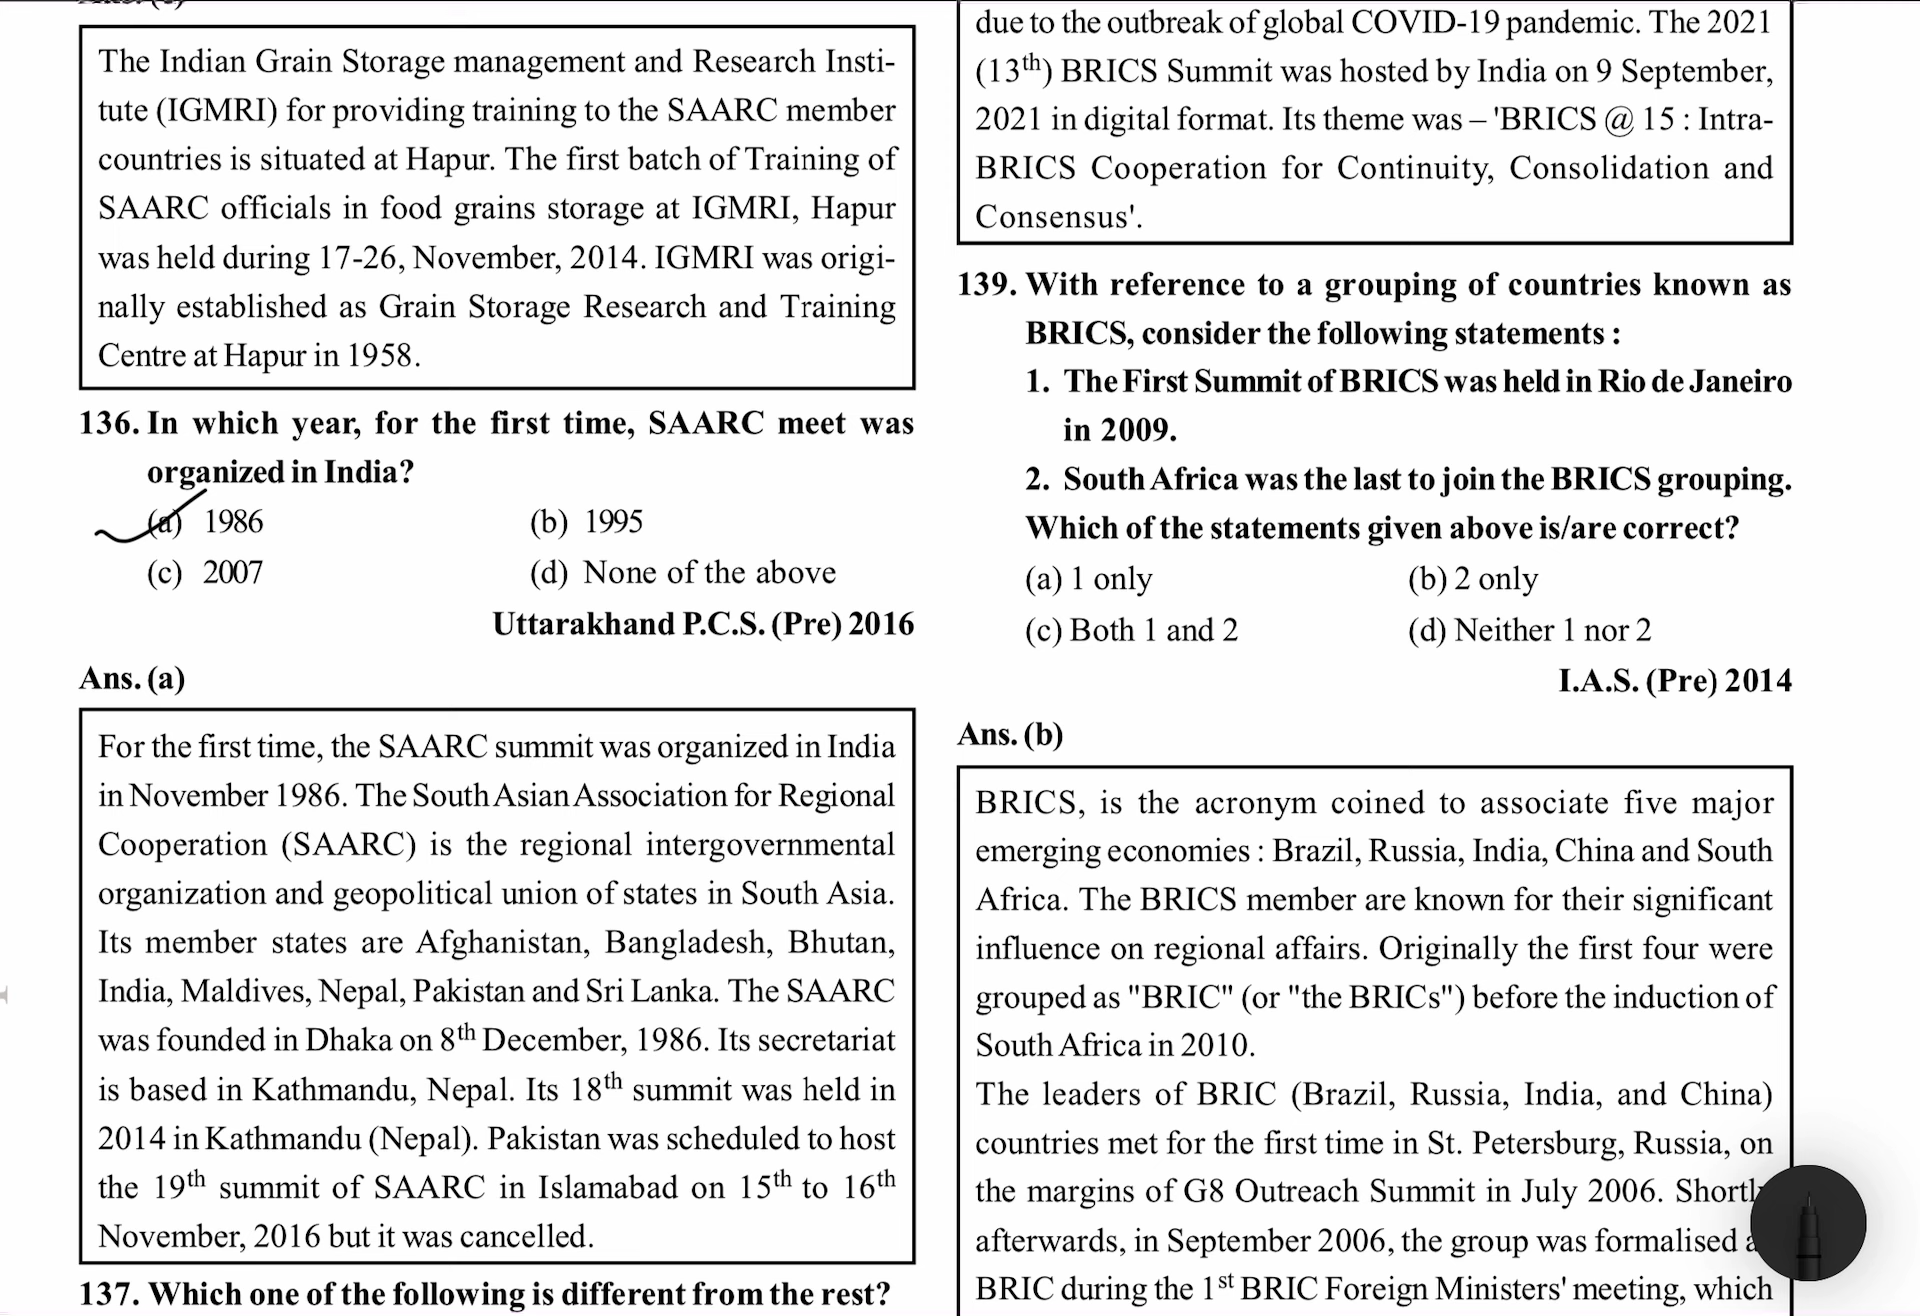 The Indian Grain Storage management and Research Insti-
tute (IGMRI) for providing training to the SAARC member
countries is situated at Hapur. The first batch of Training of
SAARC officials in food grains storage at IGMRI, Hapur
was held during 17-26, November, 2014. IGMRI was origi-
nally established as Grain Storage Research and Training
Centre at Hapur in 1958.
136. In which year, for the first time, SAARC meet was
organized in India?
(a) 1986 (b) 1995
(c) 2007 (d) None of the above
Uttarakhand P.C.S. (Pre) 2016
Ans. (a)
For the first time, the SAARC summit was organized in India
in November 1986. The South Asian Association for Regional
Cooperation (SAARC) is the regional intergovernmental
organization and geopolitical union of states in South Asia.
Its member states are Afghanistan, Bangladesh, Bhutan,
India, Maldives, Nepal, Pakistan and Sri Lanka. The SAARC
was founded in Dhaka on 8th December, 1986. Its secretariat
is based in Kathmandu, Nepal. Its 18th summit was held in
2014 in Kathmandu (Nepal). Pakistan was scheduled to host
the 19th summit of SAARC in Islamabad on 15th to 16th
November, 2016 but it was cancelled.
137. Which one of the following is different from the rest?
due to the outbreak of global COVID-19 pandemic. The 2021
(13th) BRICS Summit was hosted by India on 9 September,
2021 in digital format. Its theme was – 'BRICS @ 15 : Intra-
BRICS Cooperation for Continuity, Consolidation and
Consensus'.
139. With reference to a grouping of countries known as
BRICS, consider the following statements :
1. The First Summit of BRICS was held in Rio de Janeiro
in 2009.
2. South Africa was the last to join the BRICS grouping.
Which of the statements given above is/are correct?
(a) 1 only (b) 2 only
(c) Both 1 and 2 (d) Neither 1 nor 2
I.A.S. (Pre) 2014
Ans. (b)
BRICS, is the acronym coined to associate five major
emerging economies : Brazil, Russia, India, China and South
Africa. The BRICS member are known for their significant
influence on regional affairs. Originally the first four were
grouped as "BRIC" (or "the BRICs") before the induction of
South Africa in 2010.
The leaders of BRIC (Brazil, Russia, India, and China)
countries met for the first time in St. Petersburg, Russia, on
the margins of G8 Outreach Summit in July 2006.
afterwards, in September 2006, the group was formalised
BRIC during the 1st BRIC Foreign Ministers' meeting, which